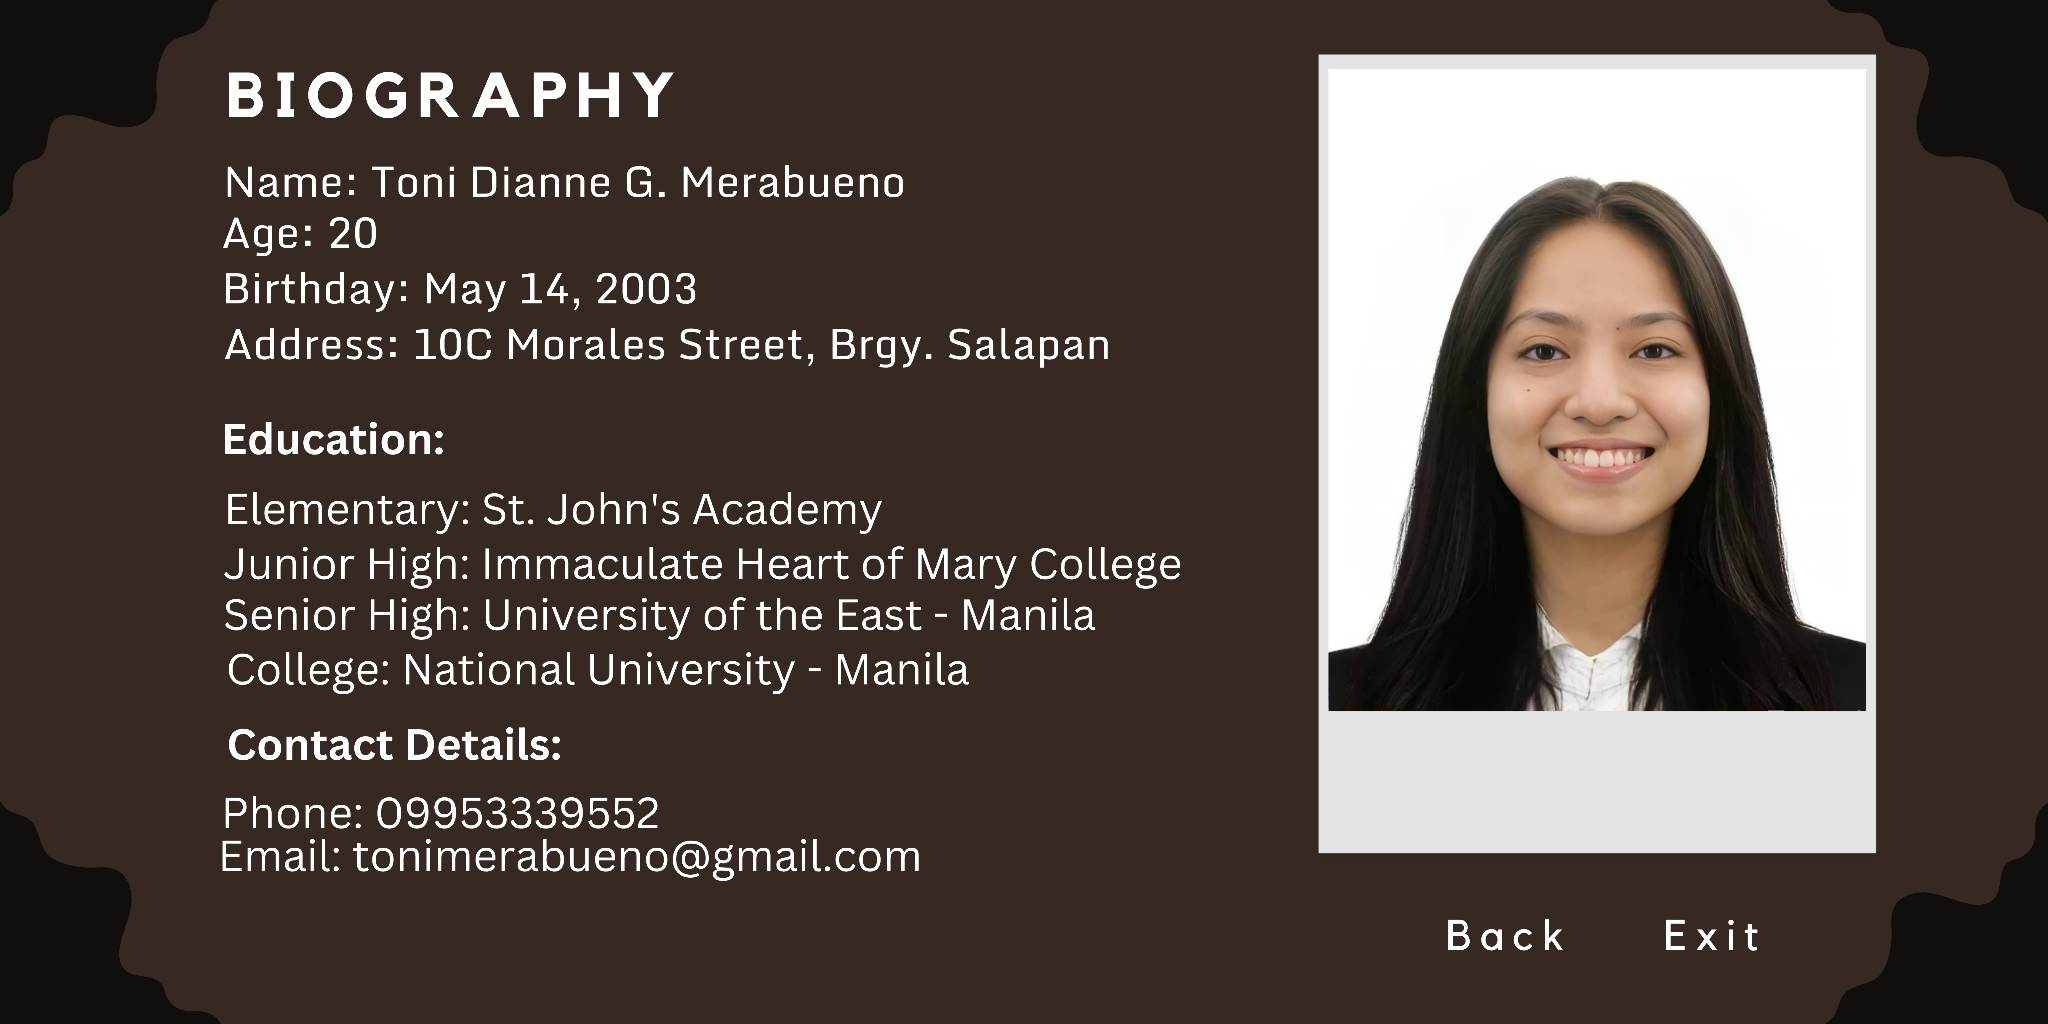 BIOGRAPHY
Name: Toni Dianne G. Merabueno
Age: 20
Birthday: May 14, 2003
Address: 10C Morales Street, Brgy. Salapan
Education:
Elementary: St. John's Academy
Junior High: Immaculate Heart of Mary College
Senior High: University of the East - Manila
College: National University - Manila
Contact Details:
Phone: 09953339552
Email: tonimerabueno@gmail.com
Back Exit